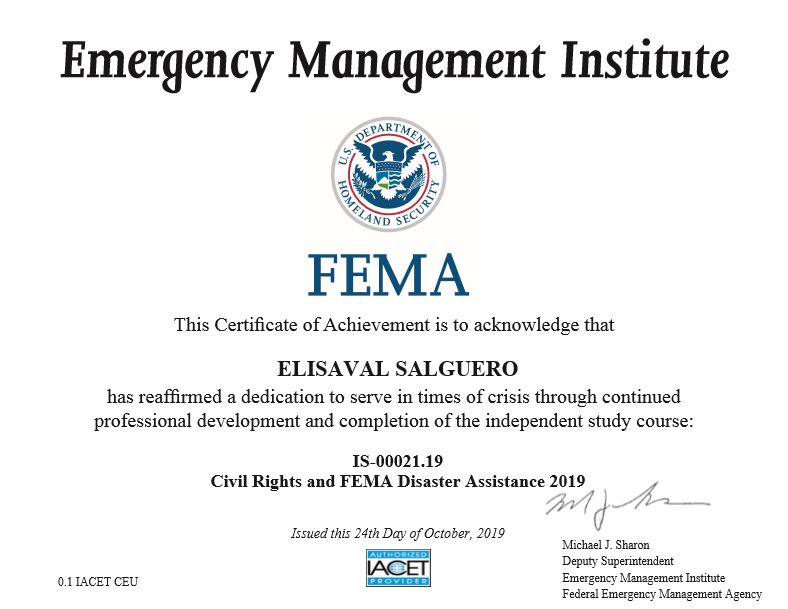 Emergency Management Institute
U.S. DEPARTMENT OF
HOMELAND SECURITY
FEMA
This Certificate of Achievement is to acknowledge that
ELISAVAL SALGUERO
has reaffirmed a dedication to serve in times of crisis through continued
professional development and completion of the independent study course:
IS-00021.19
Civil Rights and FEMA Disaster Assistance 2019
Issued this 24th Day of October, 2019
AUTHORIZED
IACET
PROVIDER
0.1 IACET CEU
Michael J. Sharon
Deputy Superintendent
Emergency Management Institute
Federal Emergency Management Agency